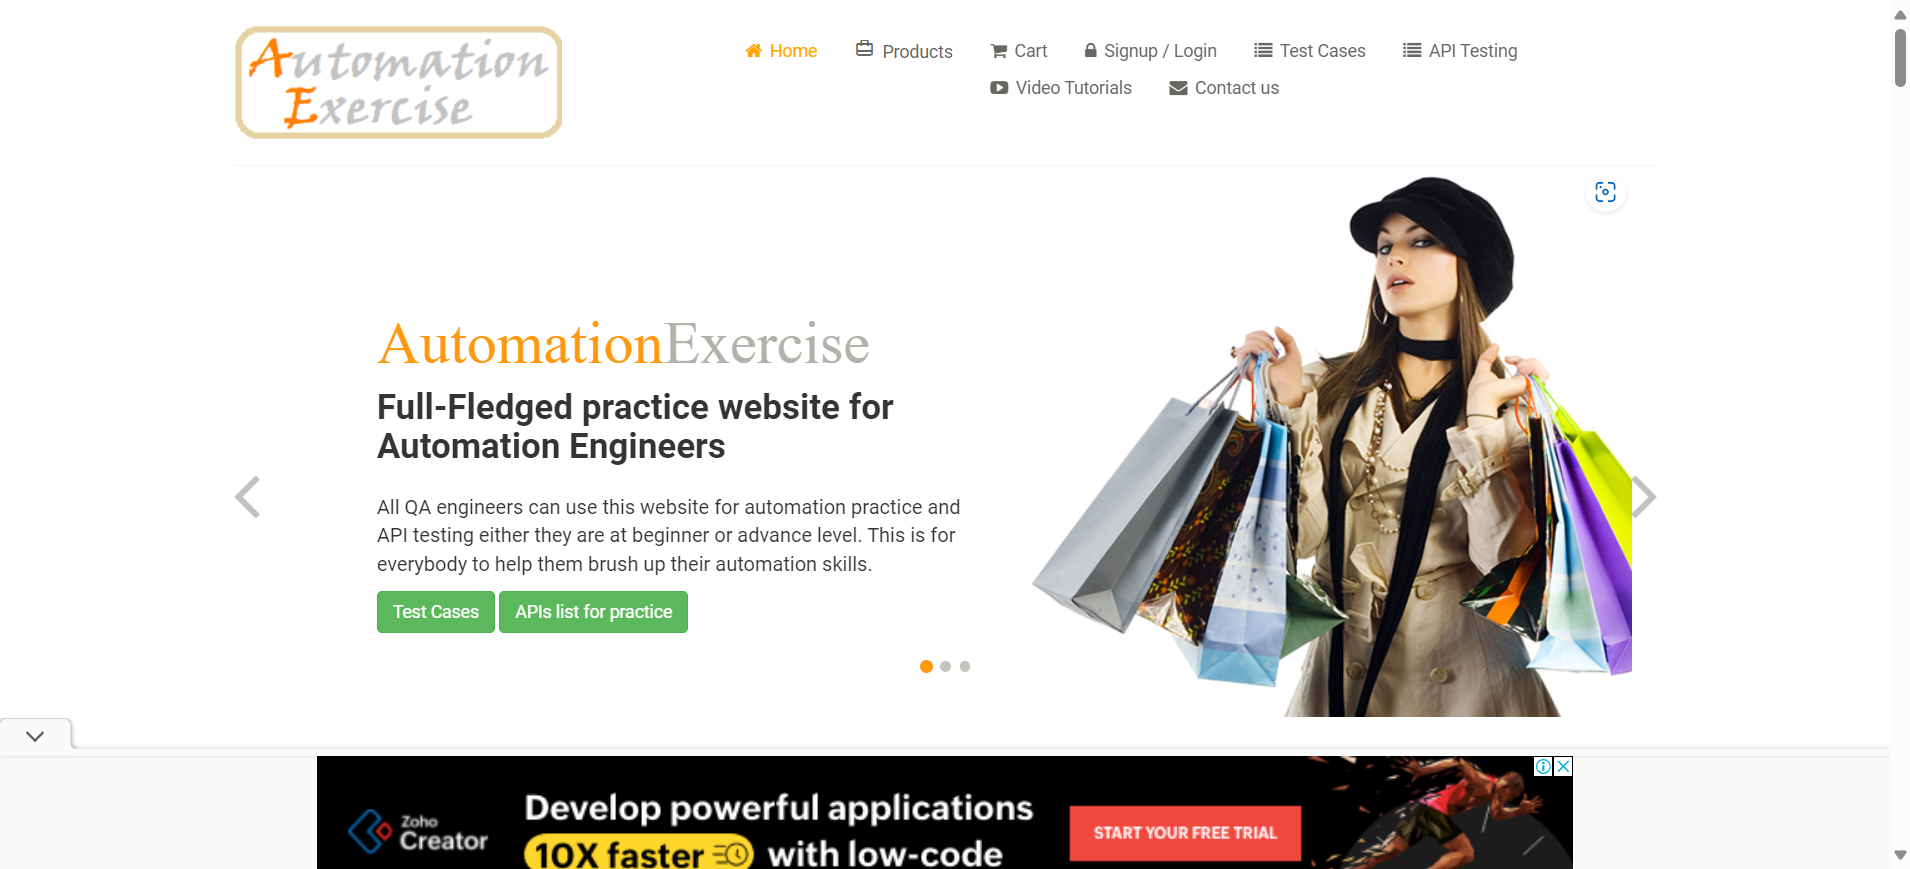 Automation
Exercise
Home
Products
Cart
Signup / Login
Test Cases
API Testing
Video Tutorials
Contact us
AutomationExercise
Full-Fledged practice website for
Automation Engineers
All QA engineers can use this website for automation practice and
API testing either they are at beginner or advance level. This is for
everybody to help them brush up their automation skills.
Test Cases
APIs list for practice
Zoho
Creator
Develop powerful applications
10X faster with low-code
START YOUR FREE TRIAL